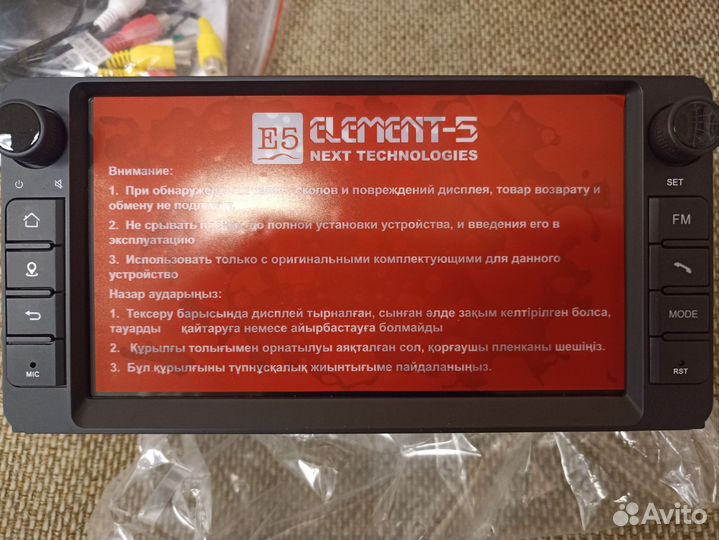 E5 ELEMENT-5
NEXT TECHNOLOGIES
Внимание:
1. При сколов и повреждений дисплея, товар возврату и
обмену не
2. Не срывать до полной установки устройства, и введения его в
эксплуатацию
3. Использовать только с оригинальными комплектующими для данного
устройство
Назар аударыңыз:
1. Тексеру барысында дисплей тырналған, сынған әлде зақым келтірілген болса,
тауарды қайтаруға немесе айырбастауға болмайды
2. Құрылғы толығымен орнатылуы аяқталған соң, қорғаушы пленканы шешіңіз.
3. Бұл құрылғыны түпнұсқалық жиынтығыме пайдаланыңыз.
MIC
SET
FM
MODE
RST
Avito